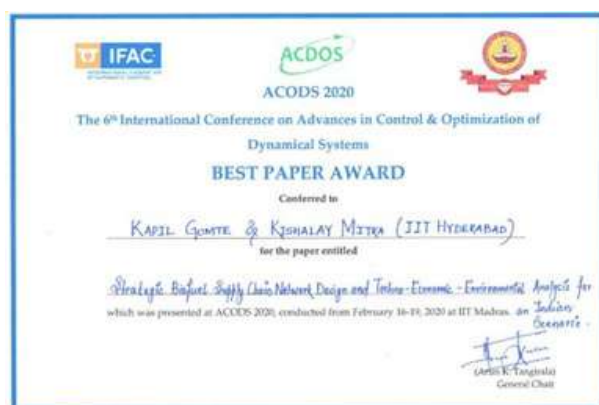 IFAC
ACDOS
ACODS 2020
The 6th International Conference on Advances in Control & Optimization of
Dynamical Systems
BEST PAPER AWARD
Conferred to
KAPIL GUMTE & KISHALAY MITRA (IIT HYDERABAD)
for the paper entitled
Strategic Biofuel Supply Chain Network Design and Techno-Economic-Environmental Analysis for
which was presented at ACODS 2020, conducted from February 16-19, 2020 at IIT Madras. an Indian
Scenario.
(Arun K. Tangirala)
General Chair